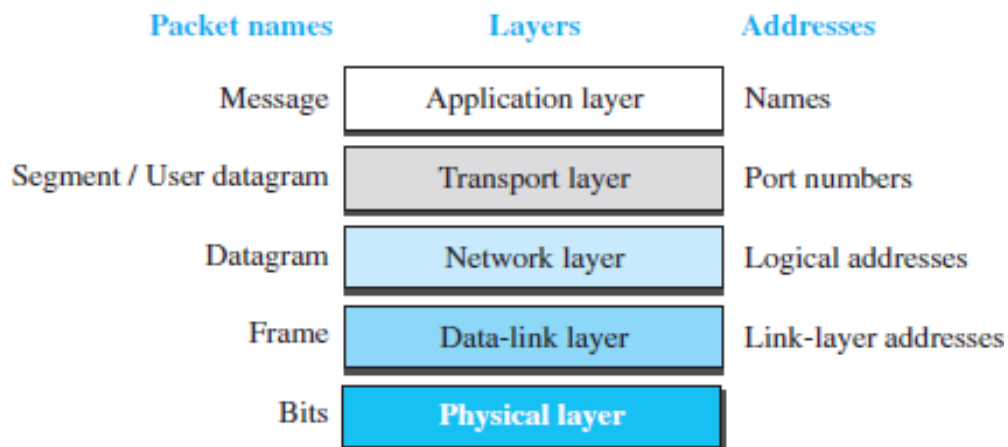 Packet names Layers Addresses
Message Application layer Names
Segment / User datagram Transport layer Port numbers
Datagram Network layer Logical addresses
Frame Data-link layer Link-layer addresses
Bits Physical layer